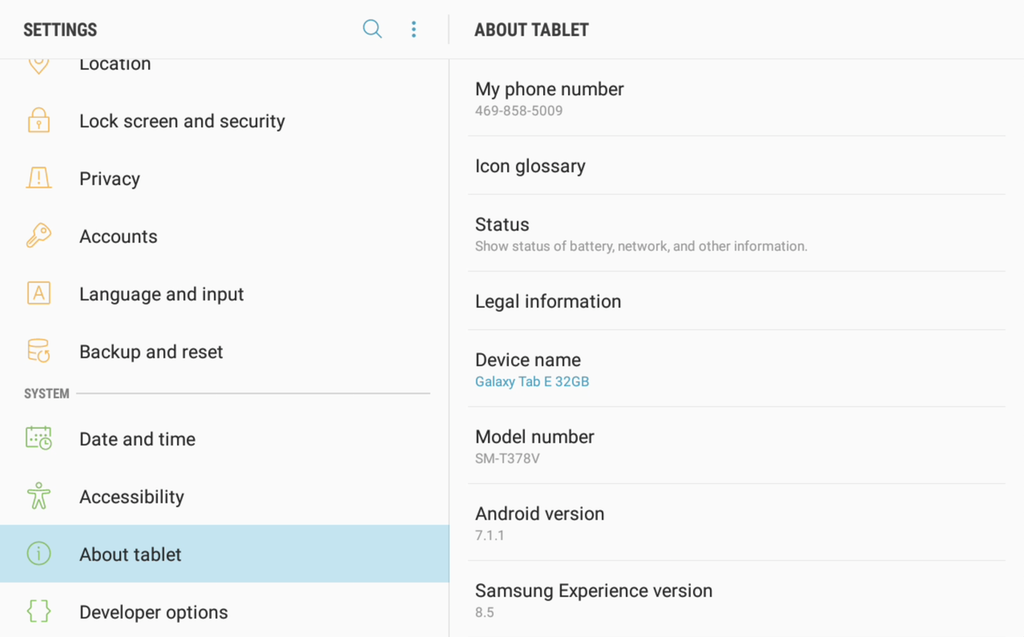 SETTINGS
Location
Lock screen and security
Privacy
Accounts
Language and input
Backup and reset
SYSTEM
Date and time
Accessibility
About tablet
Developer options
ABOUT TABLET
My phone number
469-858-5009
Icon glossary
Status
Show status of battery, network, and other information.
Legal information
Device name
Galaxy Tab E 32GB
Model number
SM-T378V
Android version
7.1.1
Samsung Experience version
8.5